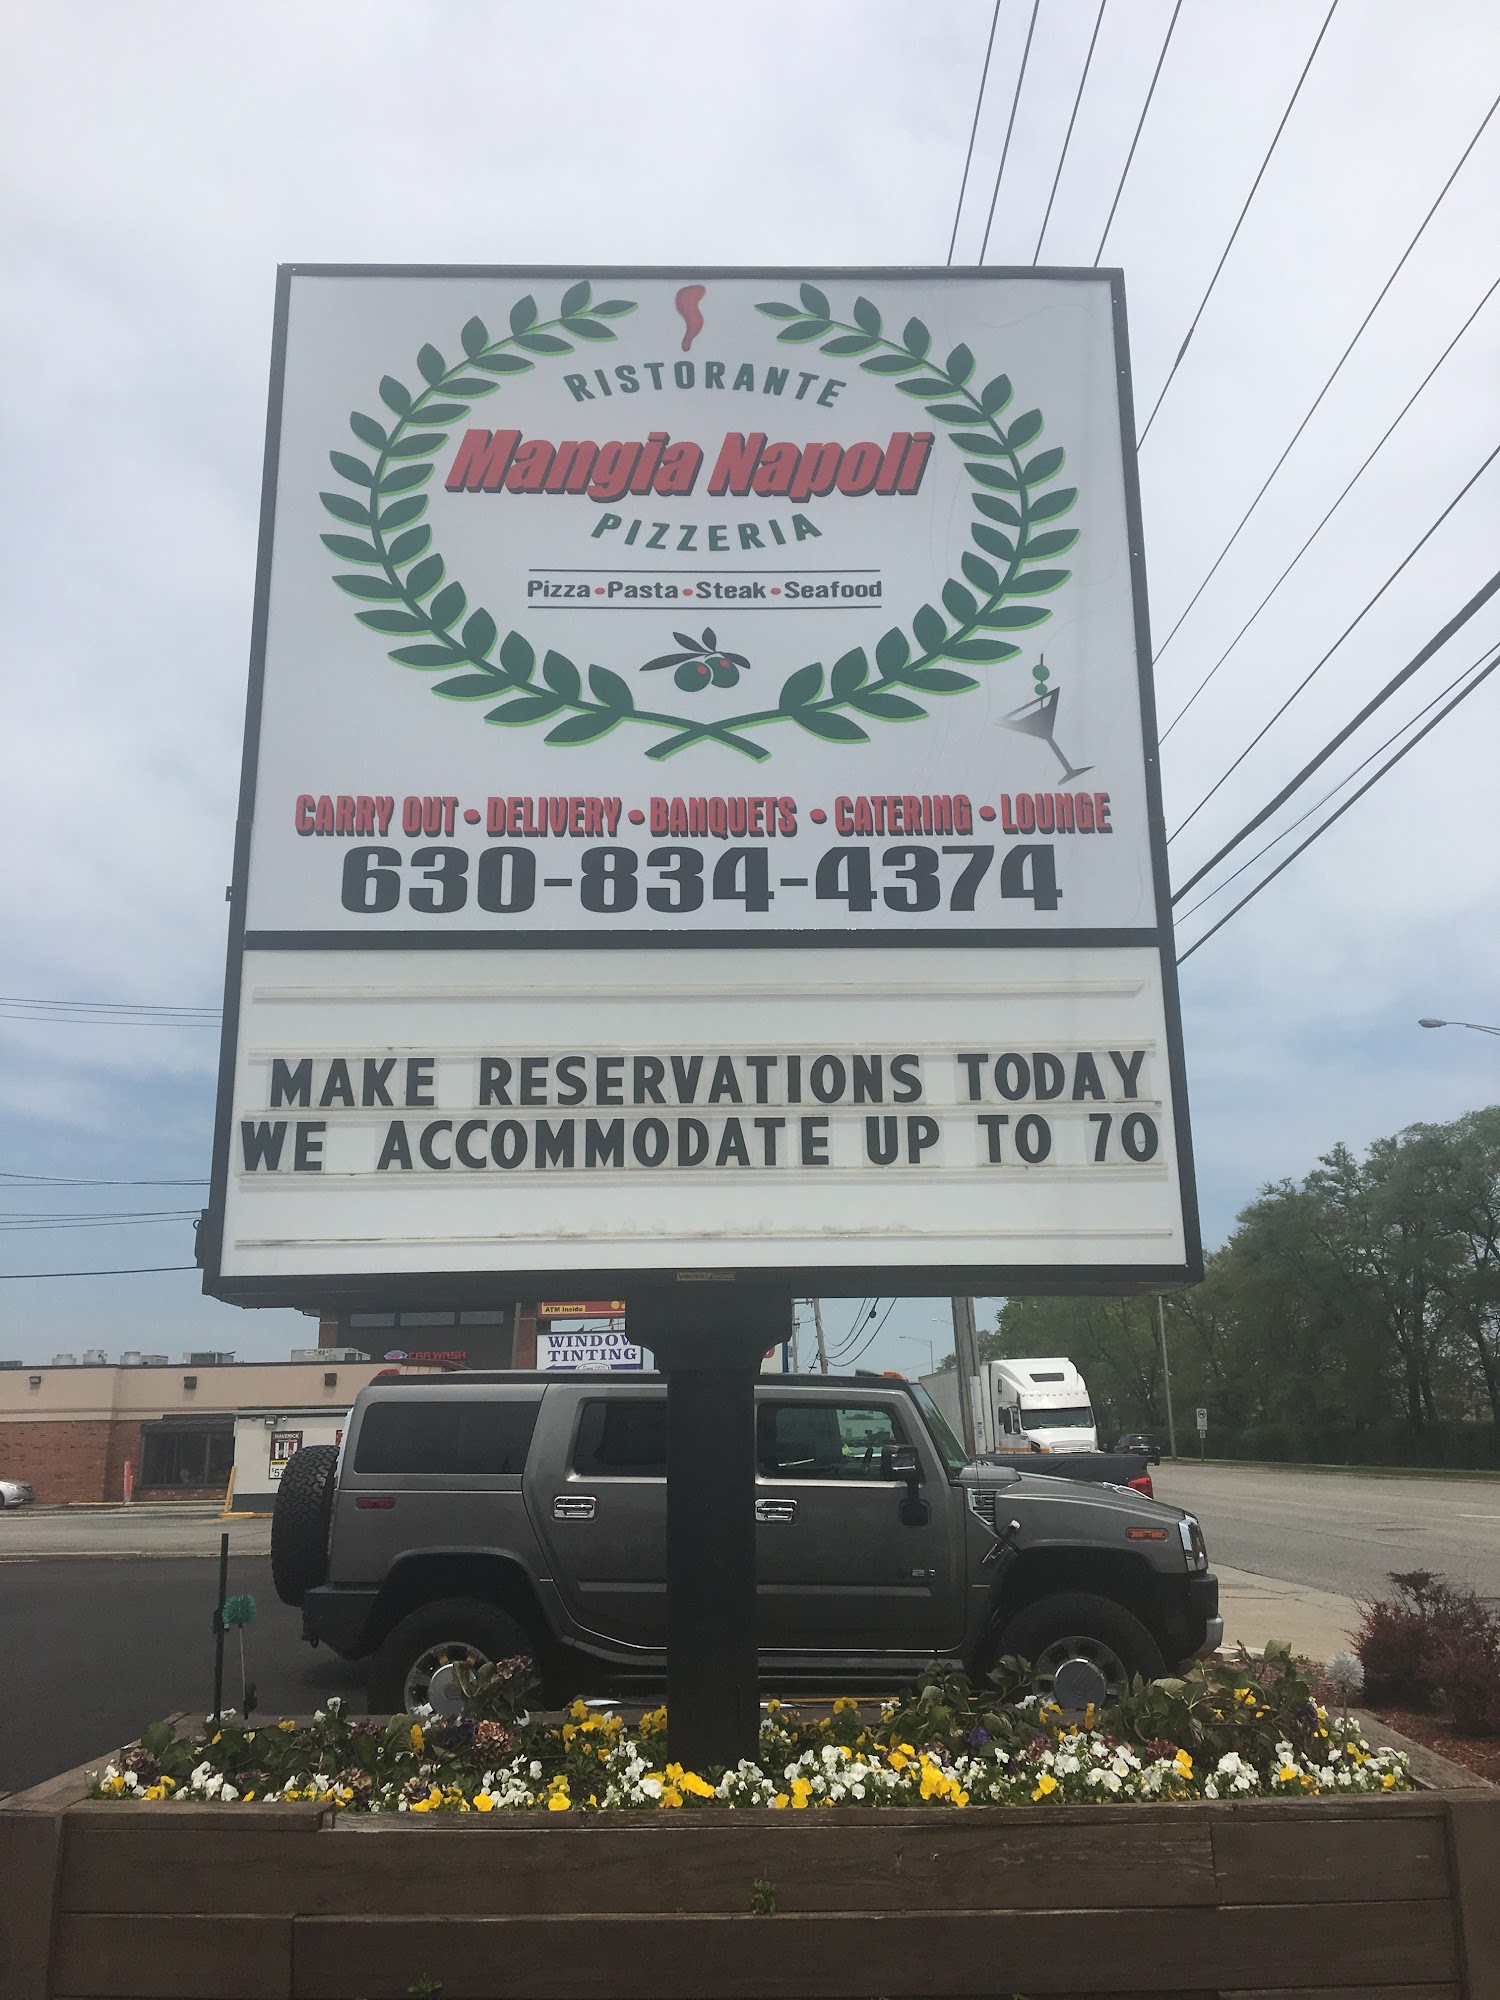 RISTORANTE
Mangia Napoli
PIZZERIA
Pizza•Pasta•Steak•Seafood
CARRY OUT•DELIVERY•BANQUETS•CATERING•LOUNGE
630-834-4374
MAKE RESERVATIONS TODAY
WE ACCOMMODATE UP TO 70
ATM Inside
WINDOW
TINTING
CAR WASH
MAVERICK